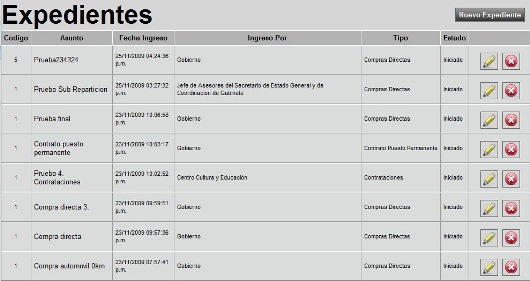 Expedientes
Nuevo Expediente
Codigo Asunto Fecha Ingreso Ingreso Por Tipo Estado
5 Prueba234324 25/11/2009 04:24:36 p.m. Gobierno Compras Directas Iniciado
1 Prueba Sub Reparticion 25/11/2009 03:27:32 p.m. Jefe de Asesores del Secretario de Estado General y de Coordinacion de Gabinete Compras Directas Iniciado
1 Prueba final 23/11/2009 10:06:58 p.m. Gobierno Compras Directas Iniciado
1 Contrato puesto permanente 23/11/2009 10:03:17 p.m. Gobierno Contrato Puesto Permanente Iniciado
1 Prueba 4. Contrataciones 23/11/2009 10:02:52 p.m. Centro Cultura y Educación Contrataciones Iniciado
1 Compra directa 3. 23/11/2009 09:59:51 p.m. Gobierno Compras Directas Iniciado
1 Compra directa 23/11/2009 09:57:36 p.m. Gobierno Compras Directas Iniciado
1 Compra automovil 0km 23/11/2009 07:57:41 p.m. Gobierno Compras Directas Iniciado